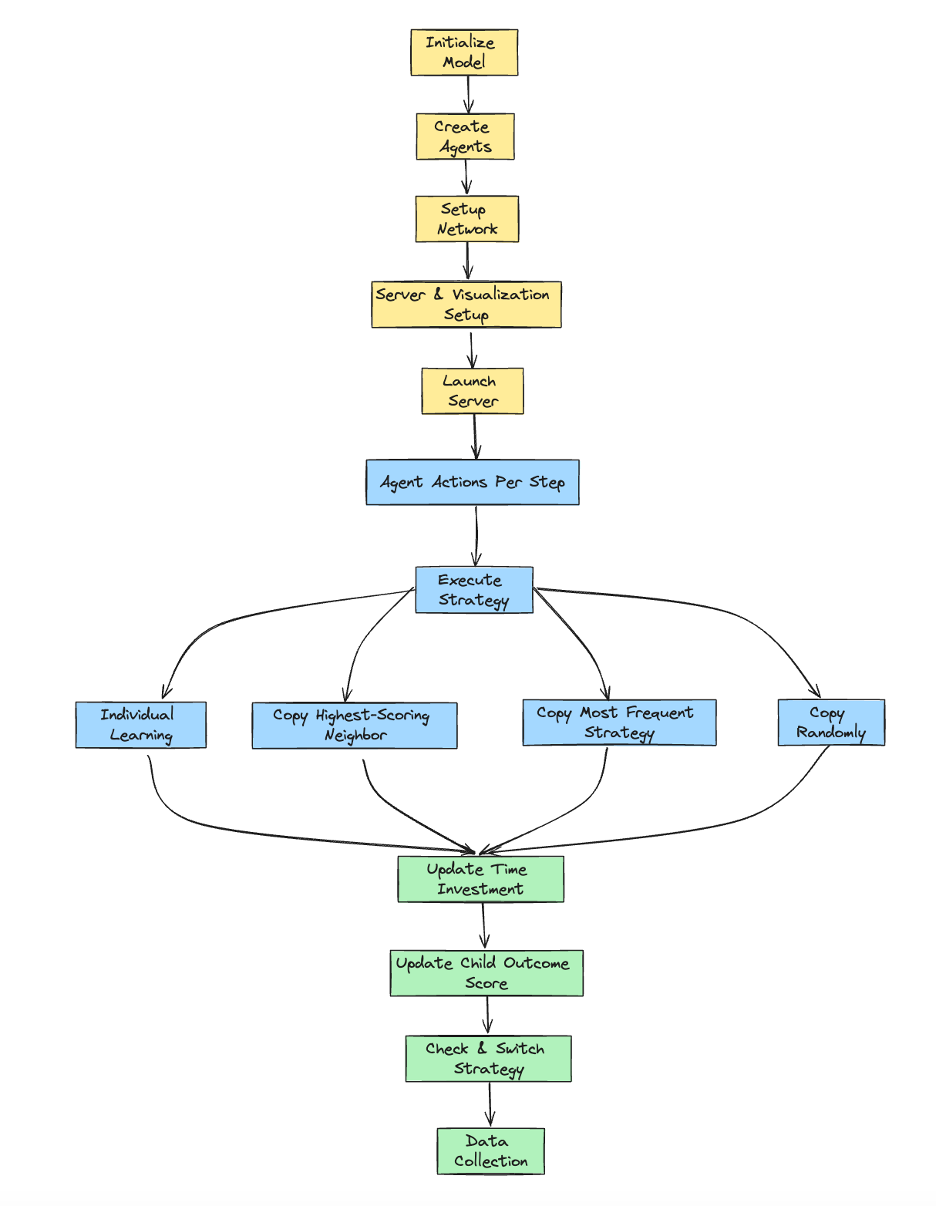 Initialize
Model
Create
Agents
Setup
Network
Server & Visualization
Setup
Launch
Server
Agent Actions Per Step
Execute
Strategy
Individual
Learning
Copy Highest-Scoring
Neighbor
Copy Most Frequent
Strategy
Copy
Randomly
Update Time
Investment
Update Child Outcome
Score
Check & Switch
Strategy
Data
Collection